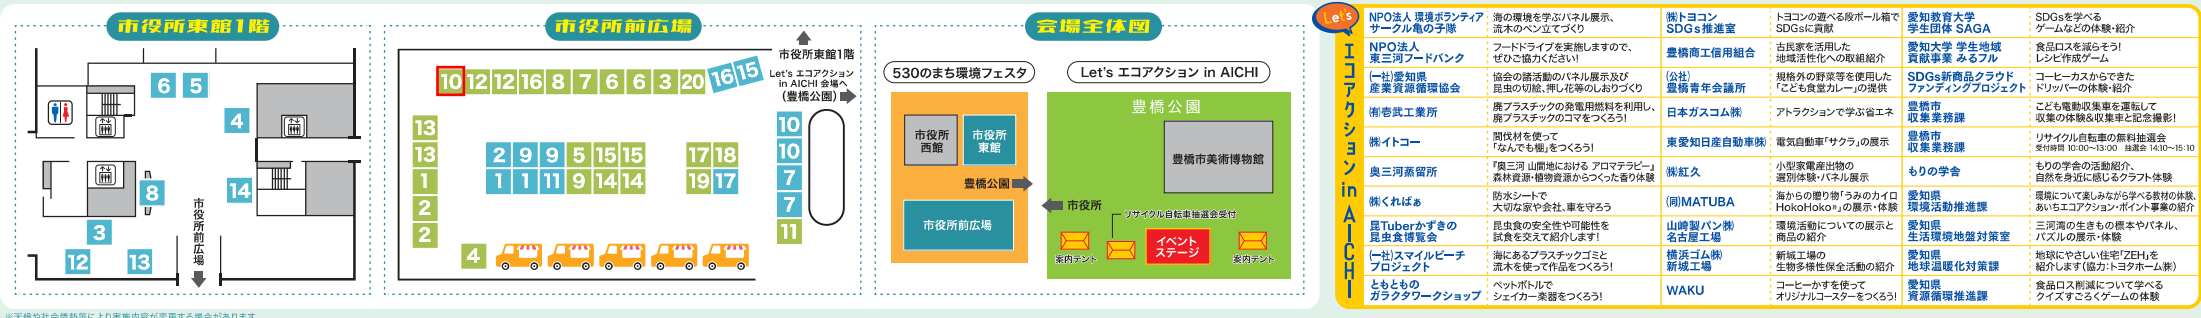 市役所東館1階
6 5
4
14
8
3
12
13
市役所前広場
市役所前広場
市役所東館1階
Let's エコアクション
in AICHI 会場へ
(豊橋公園)
10 12 12 16 8 7 6 6 3 20 16 15
13
13
1
2
2
2 9 9 5 15 15
1 1 11 9 14 14
17 18
19 17
10
10
7
7
11
4
会場全体図
530のまち環境フェスタ
市役所
西館
市役所
東館
豊橋公園
市役所前広場
Let's エコアクション in AICHI
豊橋公園
豊橋市美術博物館
市役所
リサイクル自転車抽選会受付
案内テント
イベント
ステージ
案内テント
Let's
エコアクション in AICHI
NPO法人 環境ボランティア
サークル亀の子隊
海の環境を学ぶパネル展示、
流木のペン立てづくり
NPO法人
東三河フードバンク
フードドライブを実施しますので、
ぜひご協力ください!
(一社)愛知県
産業資源循環協会
協会の諸活動のパネル展示及び
昆虫の切絵、押し花等のしおりづくり
㈲壱武工業所
廃プラスチックの発電用燃料を利用し、
廃プラスチックのコマをつくろう!
㈱イトコー
間伐材を使って
「なんでも棚」をつくろう!
奥三河蒸留所
『奥三河 山間地における アロマテラピー』
森林資源・植物資源からつくった香り体験
㈱くればぁ
防水シートで
大切な家や会社、車を守ろう
昆Tuberかずきの
昆虫食博覧会
昆虫食の安全性や可能性を
試食を交えて紹介します!
(一社)スマイルビーチ
プロジェクト
海にあるプラスチックゴミと
流木を使って作品をつくろう!
ともともの
ガラクタワークショップ
ペットボトルで
シェイカー楽器をつくろう!
㈱トヨコン
SDGs推進室
トヨコンの遊べる段ボール箱で
SDGsに貢献
豊橋商工信用組合
古民家を活用した
地域活性化への取組紹介
(公社)
豊橋青年会議所
規格外の野菜等を使用した
「こども食堂カレー」の提供
日本ガスコム㈱
アトラクションで学ぶ省エネ
東愛知日産自動車㈱
電気自動車「サクラ」の展示
㈱紅久
小型家電産出物の
選別体験・パネル展示
㈲MATUBA
海からの贈り物「うみのカイロ
HokoHoko®」の展示・体験
山崎製パン㈱
名古屋工場
環境活動についての展示と
商品の紹介
横浜ゴム㈱
新城工場
新城工場の
生物多様性保全活動の紹介
WAKU
コーヒーかすを使って
オリジナルコースターをつくろう!
愛知教育大学
学生団体 SAGA
SDGsを学べる
ゲームなどの体験・紹介
愛知大学 学生地域
貢献事業 みるフル
食品ロスを減らそう!
レシピ作成ゲーム
SDGs新商品クラウド
ファンディングプロジェクト
コーヒーカスからできた
ドリッパーの体験・紹介
豊橋市
収集業務課
こども電動収集車を運転して
収集の体験&収集車と記念撮影!
豊橋市
収集業務課
リサイクル自転車の無料抽選会
受付時間 10:00〜13:00 抽選会 14:10〜15:10
もりの学舎
もりの学舎の活動紹介、
自然を身近に感じるクラフト体験
愛知県
環境活動推進課
環境について楽しみながら学べる教材の体験、
あいちエコアクション・ポイント事業の紹介
愛知県
生活環境地盤対策室
三河湾の生きもの標本やパネル、
パズルの展示・体験
愛知県
地球温暖化対策課
地球にやさしい住宅「ZEH」を
紹介します(協力:トヨタホーム㈱)
愛知県
資源循環推進課
食品ロス削減について学べる
クイズすごろくゲームの体験
※天候や社会情勢等により実施内容が変更する場合があります。